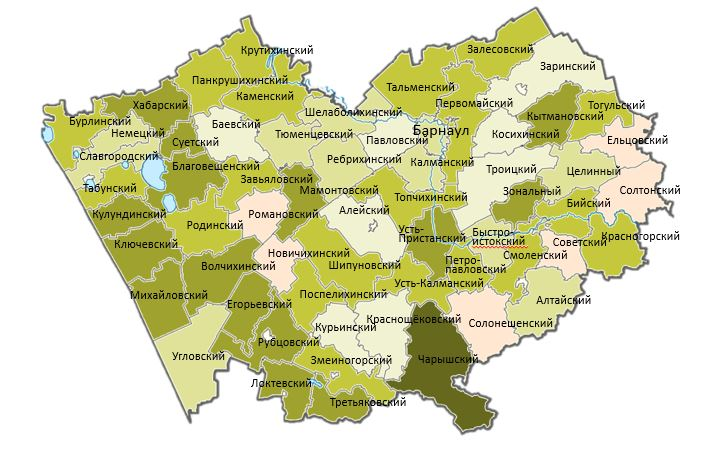 Крутихинский
Залесовский
Заринский
Панкрушихинский
Тальменский
Каменский
Хабарский
Первомайский
Тогульский
Шелаболихинский
Кытмановский
Бурлинский
Баевский
Барнаул
Немецкий
Тюменцевский
Косихинский
Суетский
Павловский
Ельцовский
Славгородский
Ребрихинский
Калманский
Благовещенский
Троицкий
Целинный
Завьяловский
Табунский
Мамонтовский
Зональный
Солтонский
Топчихинский
Бийский
Кулундинский
Романовский
Алейский
Родинский
Усть-
Пристанский
Быстро-
истокский
Советский
Красногорский
Ключевский
Новичихинский
Смоленский
Волчихинский
Шипуновский
Петро-
павловский
Усть-Калманский
Михайловский
Поспелихинский
Алтайский
Егорьевский
Краснощёковский
Солонешенский
Курьинский
Рубцовский
Угловский
Змеиногорский
Чарышский
Локтевский
Третьяковский